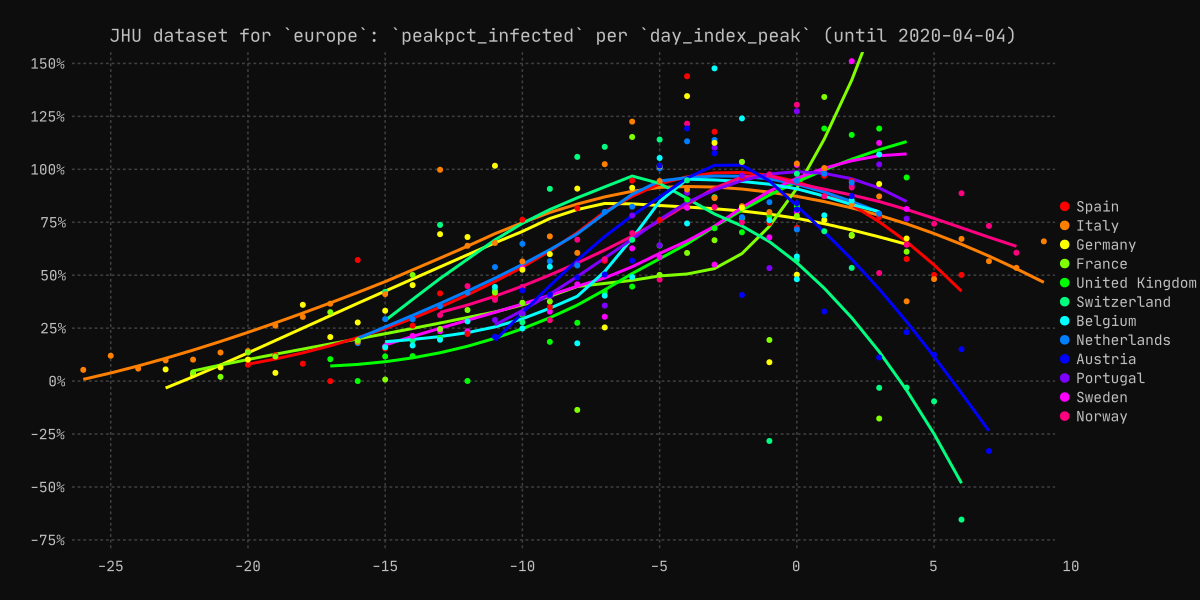 JHU dataset for `europe`: `peakpct_infected` per `day_index_peak` (until 2020-04-04)
150%
125%
100%
75%
50%
25%
0%
-25%
-50%
-75%
-25 -20 -15 -10 -5 0 5 10
Spain
Italy
Germany
France
United Kingdom
Switzerland
Belgium
Netherlands
Austria
Portugal
Sweden
Norway